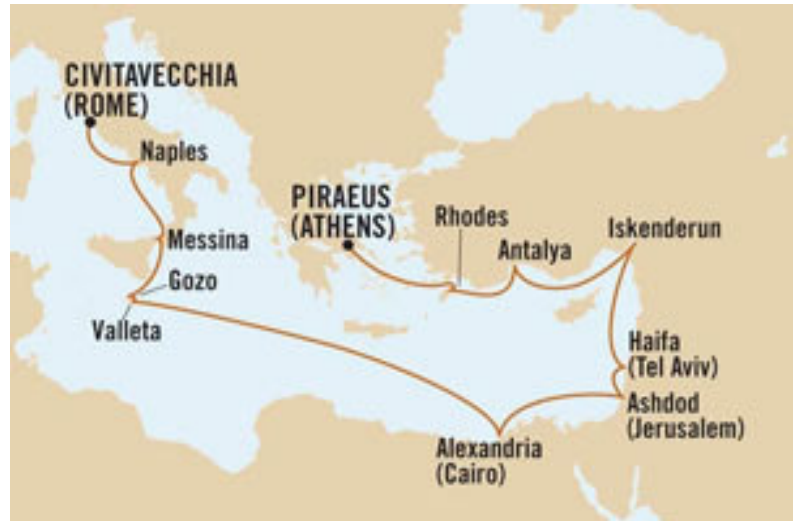 CIVITAVECCHIA
(ROME)
Naples
PIRAEUS
(ATHENS)
Rhodes
Antalya
Iskenderun
Messina
Gozo
Valleta
Haifa
(Tel Aviv)
Ashdod
(Jerusalem)
Alexandria
(Cairo)